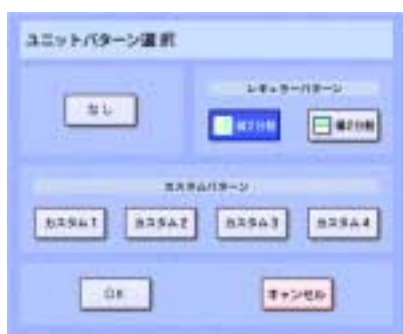 ユニットパターン選択
なし
レギュラーパターン
縦2分割
横2分割
カスタムパターン
カスタム1
カスタム2
カスタム3
カスタム4
OK
キャンセル